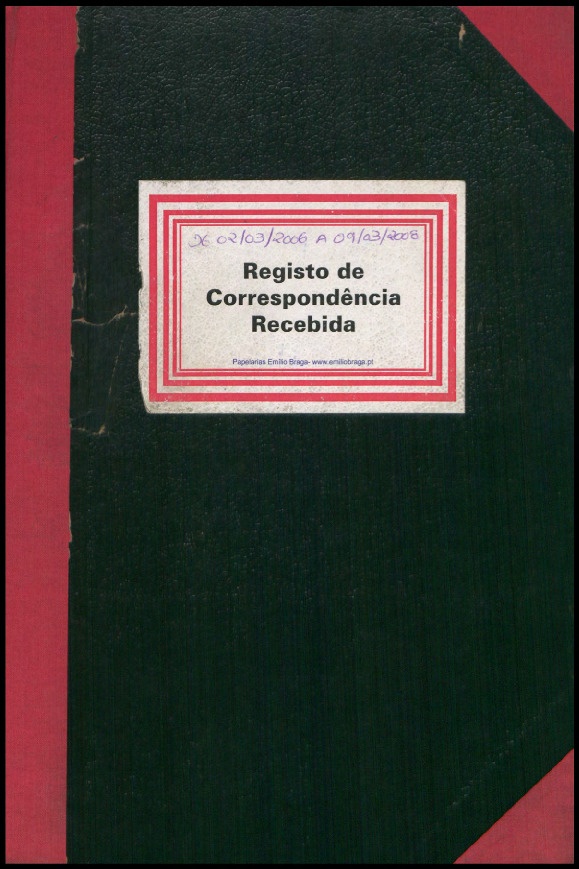 DE 02/03/2006 A 09/03/2008
Registo de
Correspondência
Recebida
Papelarias Emílio Braga- www.emiliobraga.pt